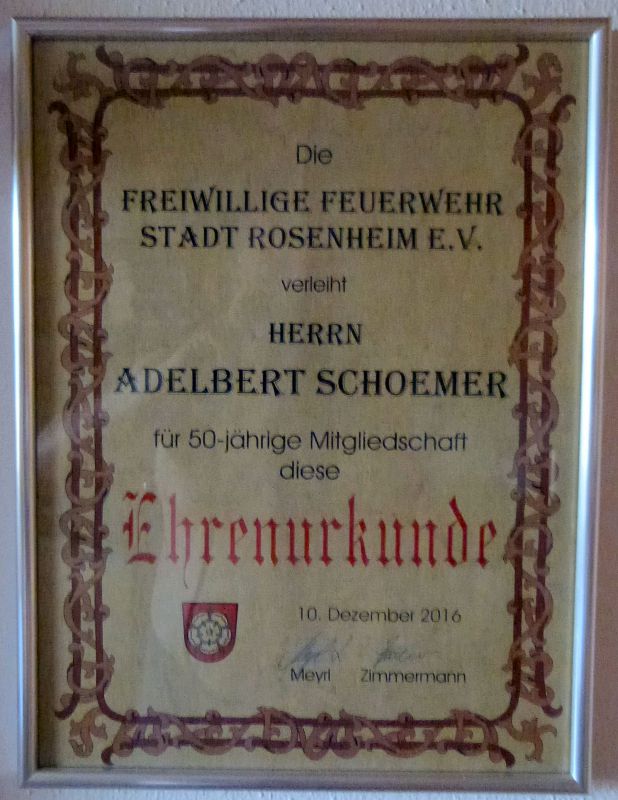 Die
FREIWILLIGE FEUERWEHR
STADT ROSENHEIM E.V.
verleiht
HERRN
ADELBERT SCHOEMER
für 50-jährige Mitgliedschaft
diese
Ehrenurkunde
10. Dezember 2016
Meyrl Zimmermann